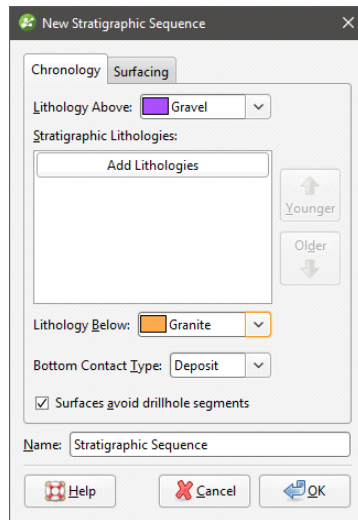 New Stratigraphic Sequence
Chronology Surfacing
Lithology Above: Gravel
Stratigraphic Lithologies:
Add Lithologies
Younger
Older
Lithology Below: Granite
Bottom Contact Type: Deposit
Surfaces avoid drillhole segments
Name: Stratigraphic Sequence
Help Cancel OK